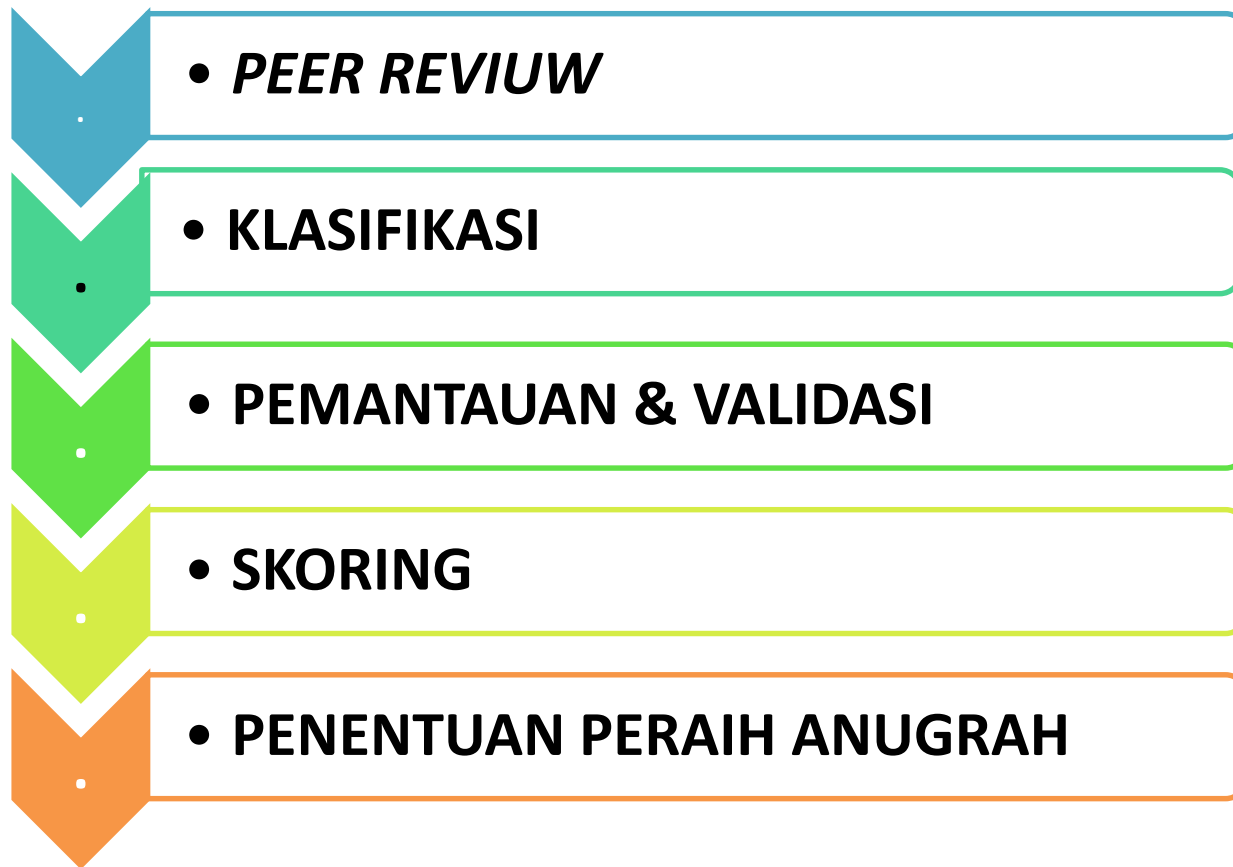 • PEER REVIUW
• KLASIFIKASI
• PEMANTAUAN & VALIDASI
• SKORING
• PENENTUAN PERAIH ANUGRAH